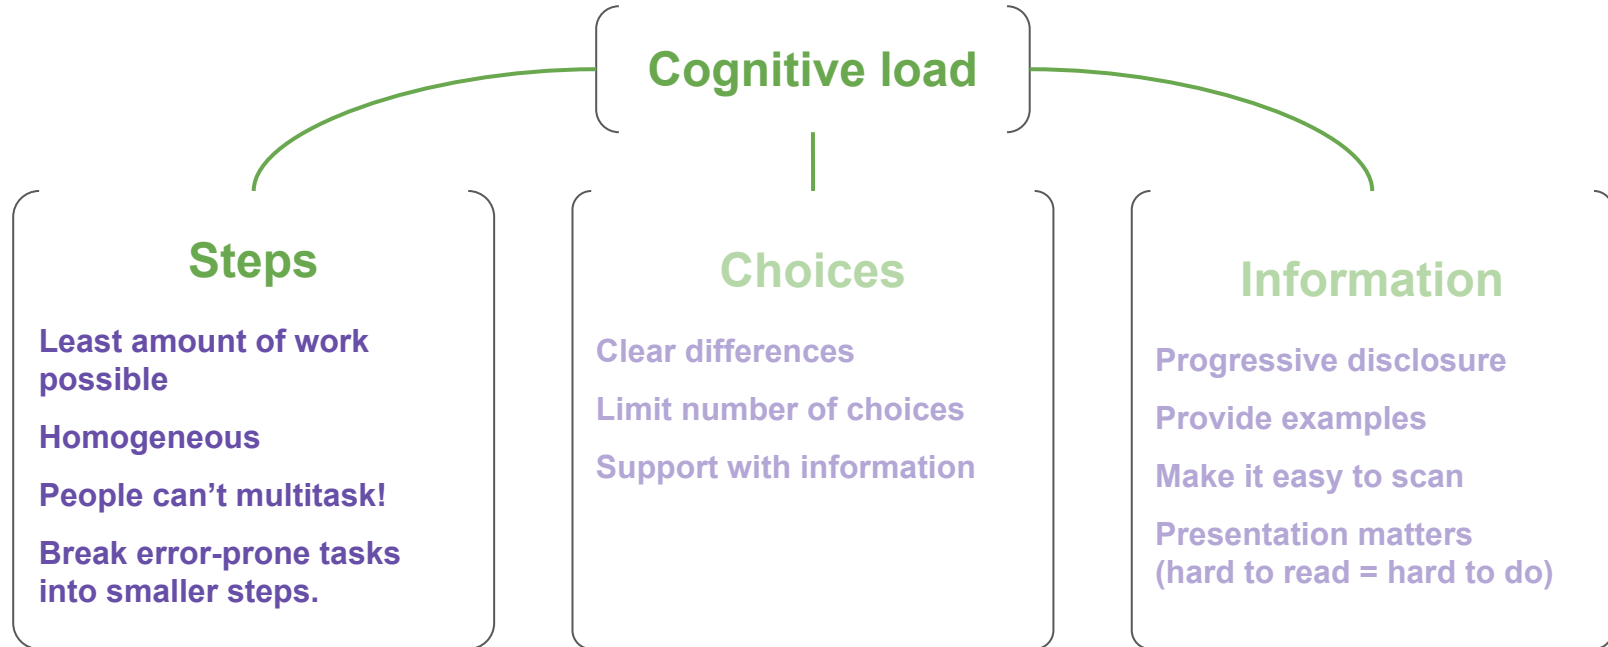 Cognitive load
Steps
Least amount of work
possible
Homogeneous
People can’t multitask!
Break error-prone tasks
into smaller steps.
Choices
Clear differences
Limit number of choices
Support with information
Information
Progressive disclosure
Provide examples
Make it easy to scan
Presentation matters
(hard to read = hard to do)